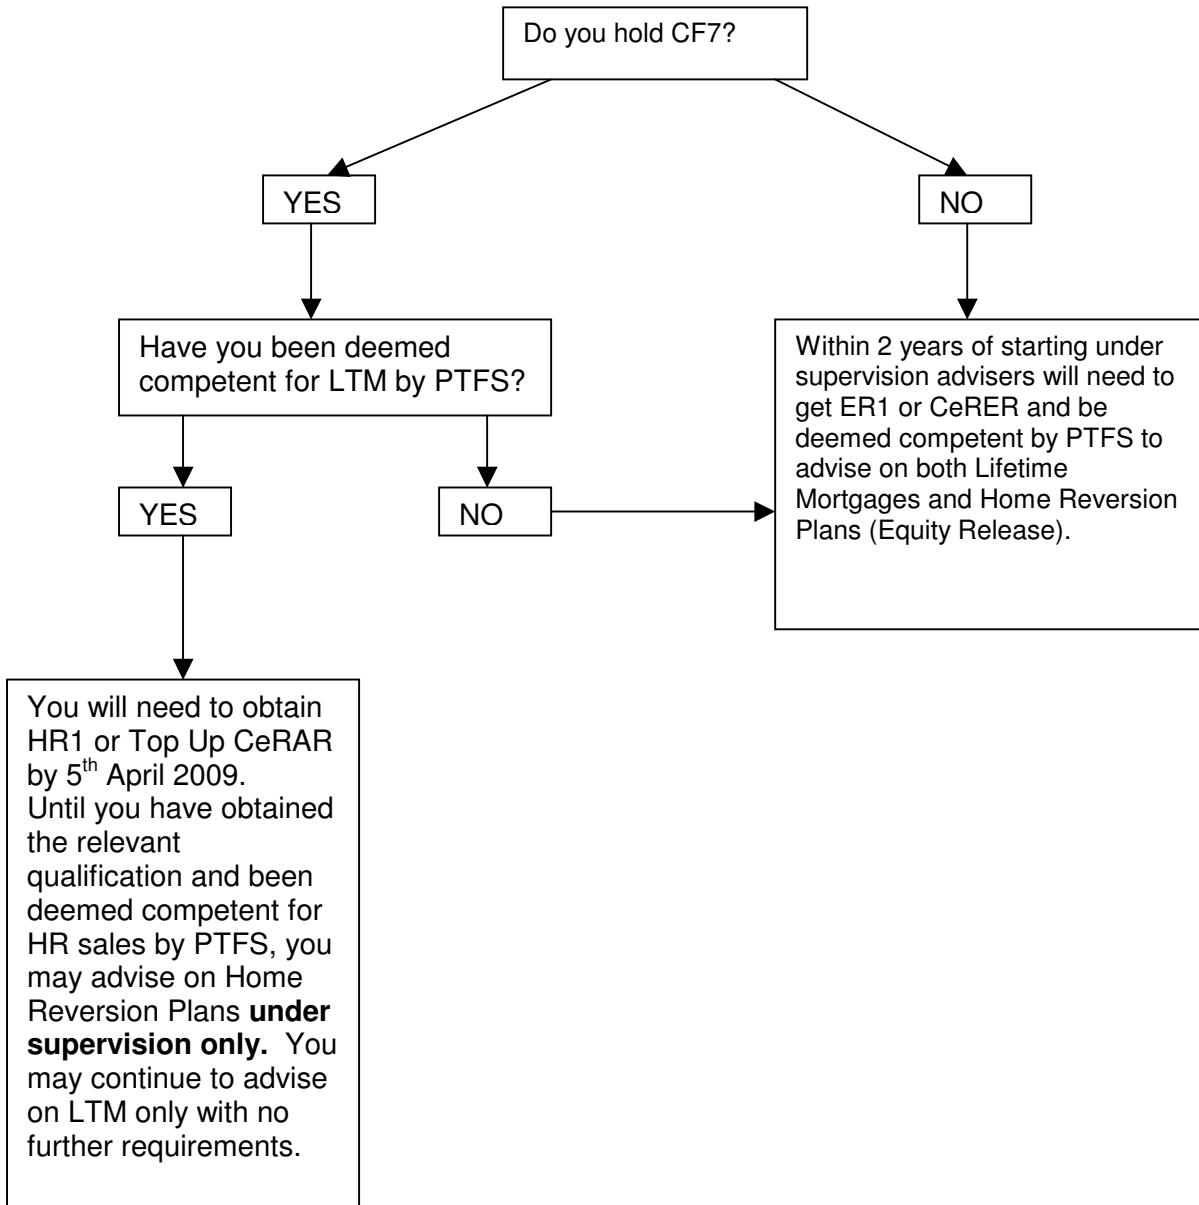 Do you hold CF7?
YES
NO
Have you been deemed
competent for LTM by PTFS?
Within 2 years of starting under
supervision advisers will need to
get ER1 or CeRER and be
deemed competent by PTFS to
advise on both Lifetime
Mortgages and Home Reversion
Plans (Equity Release).
YES
NO
You will need to obtain
HR1 or Top Up CeRAR
by 5th April 2009.
Until you have obtained
the relevant
qualification and been
deemed competent for
HR sales by PTFS, you
may advise on Home
Reversion Plans under
supervision only. You
may continue to advise
on LTM only with no
further requirements.